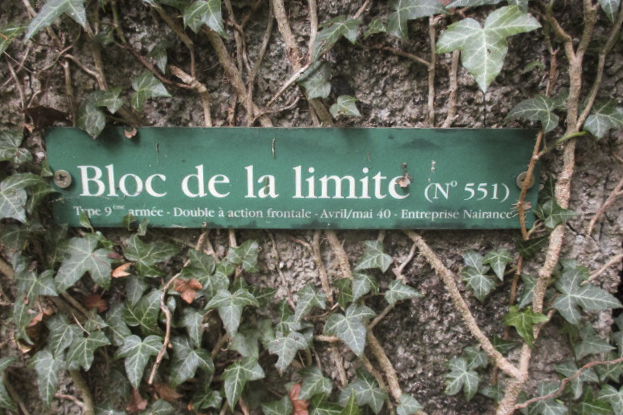 Bloc de la limite (N° 551)
Type 9ème armée - Double à action frontale - Avril/mai 40 - Entreprise Nairance